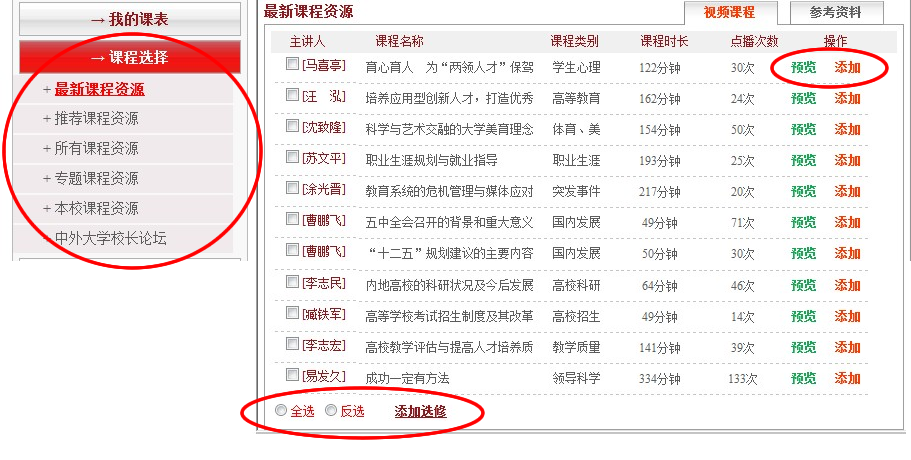 → 我的课表
→ 课程选择
+ 最新课程资源
+ 推荐课程资源
+ 所有课程资源
+ 专题课程资源
+ 本校课程资源
+ 中外大学校长论坛
最新课程资源 视频课程 参考资料
主讲人 课程名称 课程类别 课程时长 点播次数 操作
[马喜亭] 育心育人 为“两领人才”保驾 学生心理 122分钟 30次 预览 添加
[汪 泓] 培养应用型创新人才，打造优秀 高等教育 162分钟 24次 预览 添加
[沈致隆] 科学与艺术交融的大学美育理念 体育、美 154分钟 50次 预览 添加
[苏文平] 职业生涯规划与就业指导 职业生涯 193分钟 25次 预览 添加
[余光晋] 教育系统的危机管理与媒体应对 突发事件 217分钟 20次 预览 添加
[曹鹏飞] 五中全会召开的背景和重大意义 国内发展 49分钟 71次 预览 添加
[曹鹏飞] “十二五”规划建议的主要内容 国内发展 50分钟 30次 预览 添加
[李志民] 内地高校的科研状况及今后发展 高校科研 64分钟 46次 预览 添加
[臧铁军] 高等学校考试招生制度及其改革 高校招生 49分钟 14次 预览 添加
[李志宏] 高校教学评估与提高人才培养质 教学质量 141分钟 39次 预览 添加
[易发久] 成功一定有方法 领导科学 334分钟 133次 预览 添加
全选 反选 添加选修